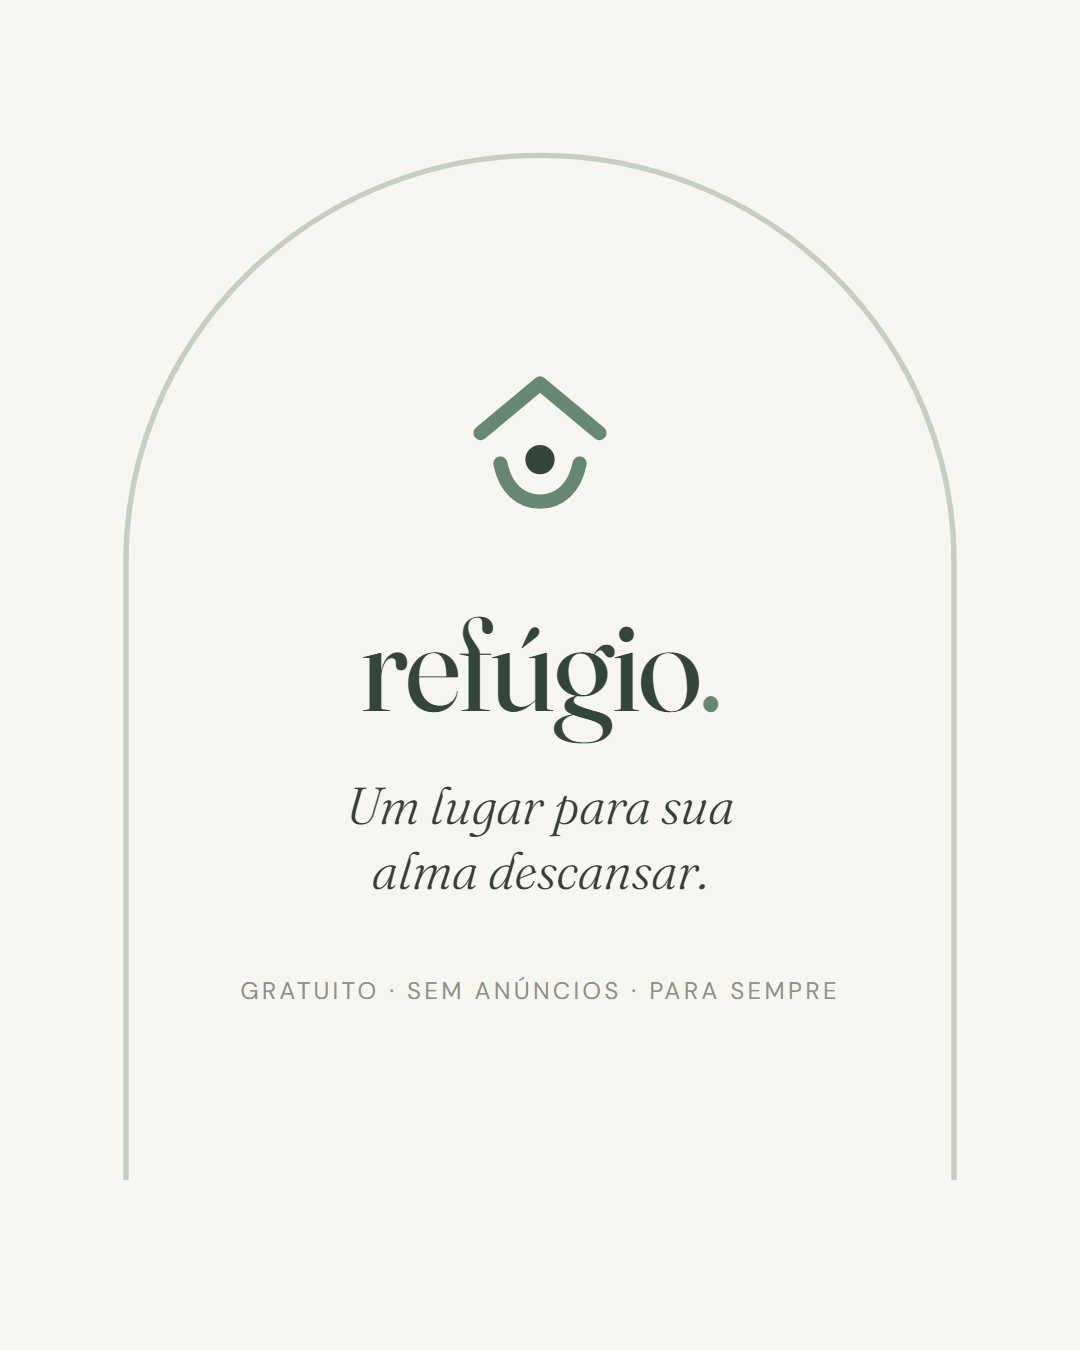 refúgio.
Um lugar para sua
alma descansar.
GRATUITO · SEM ANÚNCIOS · PARA SEMPRE